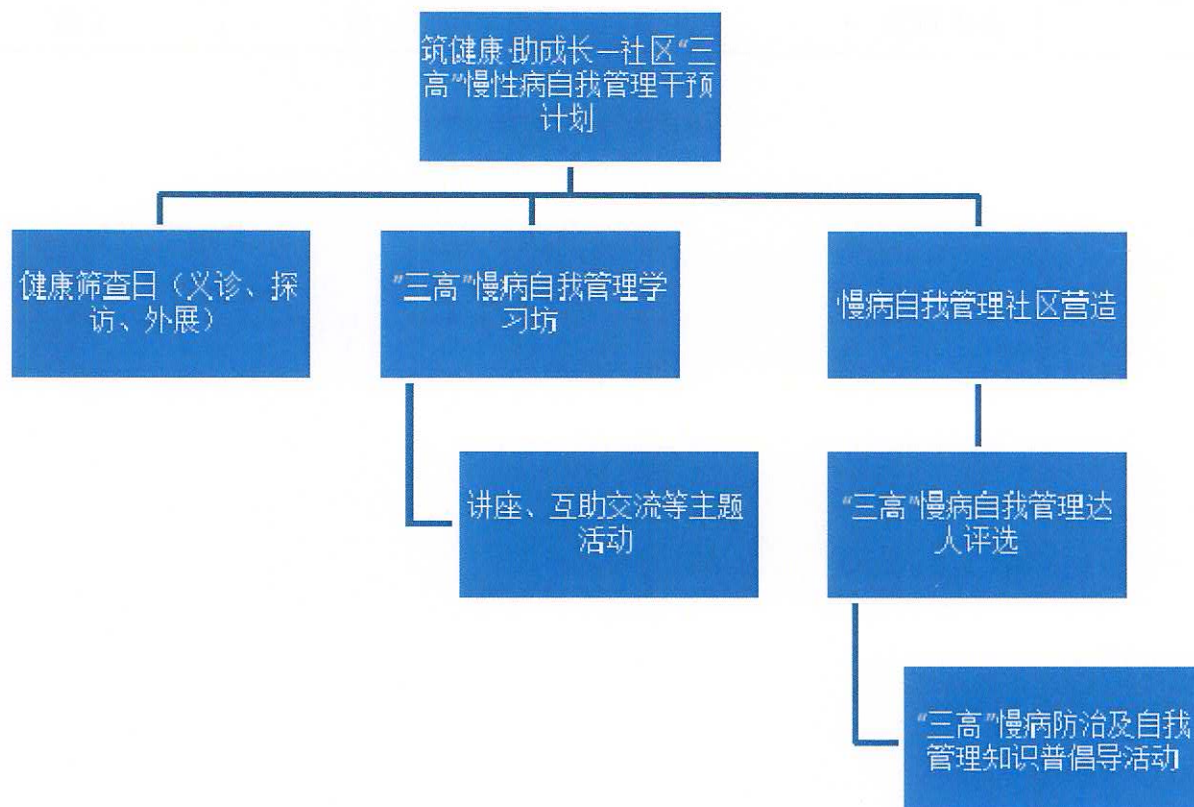 筑健康·助成长—社区“三
高”慢性病自我管理干预
计划
健康筛查日（义诊、探
访、外展）
“三高”慢病自我管理学
习坊
慢病自我管理社区营造
讲座、互助交流等主题
活动
“三高”慢病自我管理达
人评选
“三高”慢病防治及自我
管理知识普倡导活动